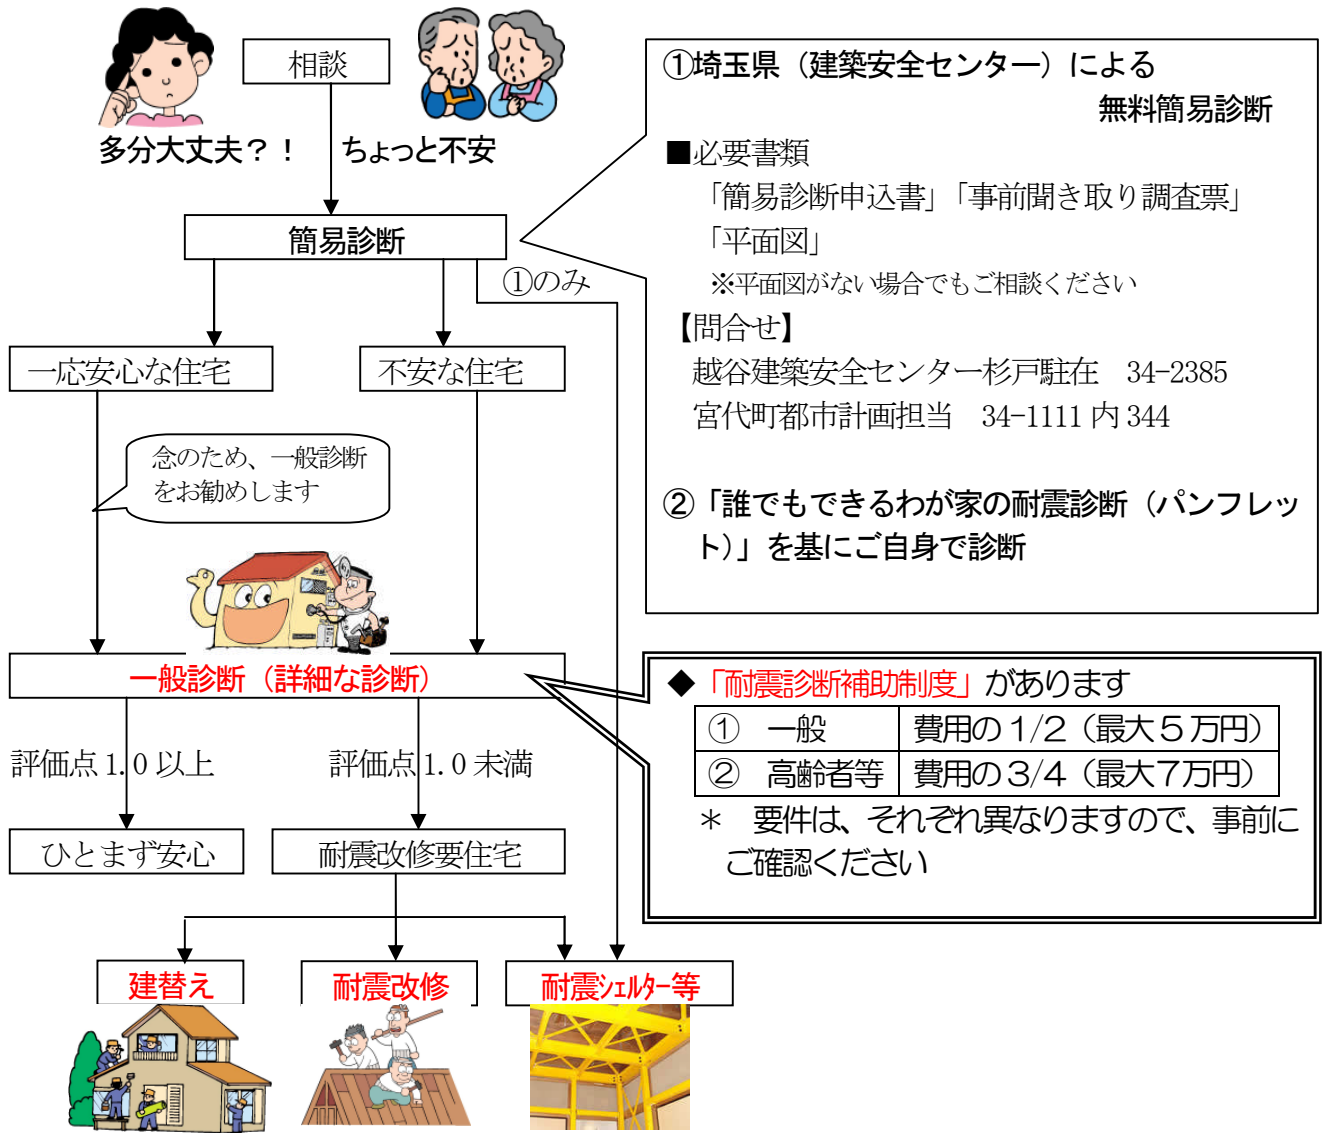 相談
多分大丈夫?!
ちょっと不安
簡易診断
①のみ
一応安心な住宅
不安な住宅
念のため、一般診断
をお勧めします
一般診断(詳細な診断)
評価点1.0以上
評価点1.0未満
ひとまず安心
耐震改修要住宅
建替え
耐震改修
耐震シェルター等
①埼玉県(建築安全センター)による
無料簡易診断
■必要書類
「簡易診断申込書」「事前聞き取り調査票」
「平面図」
※平面図がない場合でもご相談ください
【問合せ】
越谷建築安全センター杉戸駐在 34-2385
宮代町都市計画担当 34-1111内344
②「誰でもできるわが家の耐震診断(パンフレッ
ト)」を基にご自身で診断
◆「耐震診断補助制度」があります
① 一般 費用の1/2(最大5万円)
② 高齢者等 費用の3/4(最大7万円)
* 要件は、それぞれ異なりますので、事前に
ご確認ください